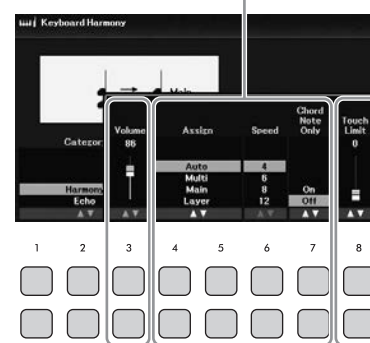 Keyboard Harmony
Main
Category
Volume
86
Assign
Speed
Chord
Note
Only
Touch
Limit
0
Harmony
Echo
Auto
Multi
Main
Layer
4
6
8
12
On
Off
1 2 3 4 5 6 7 8